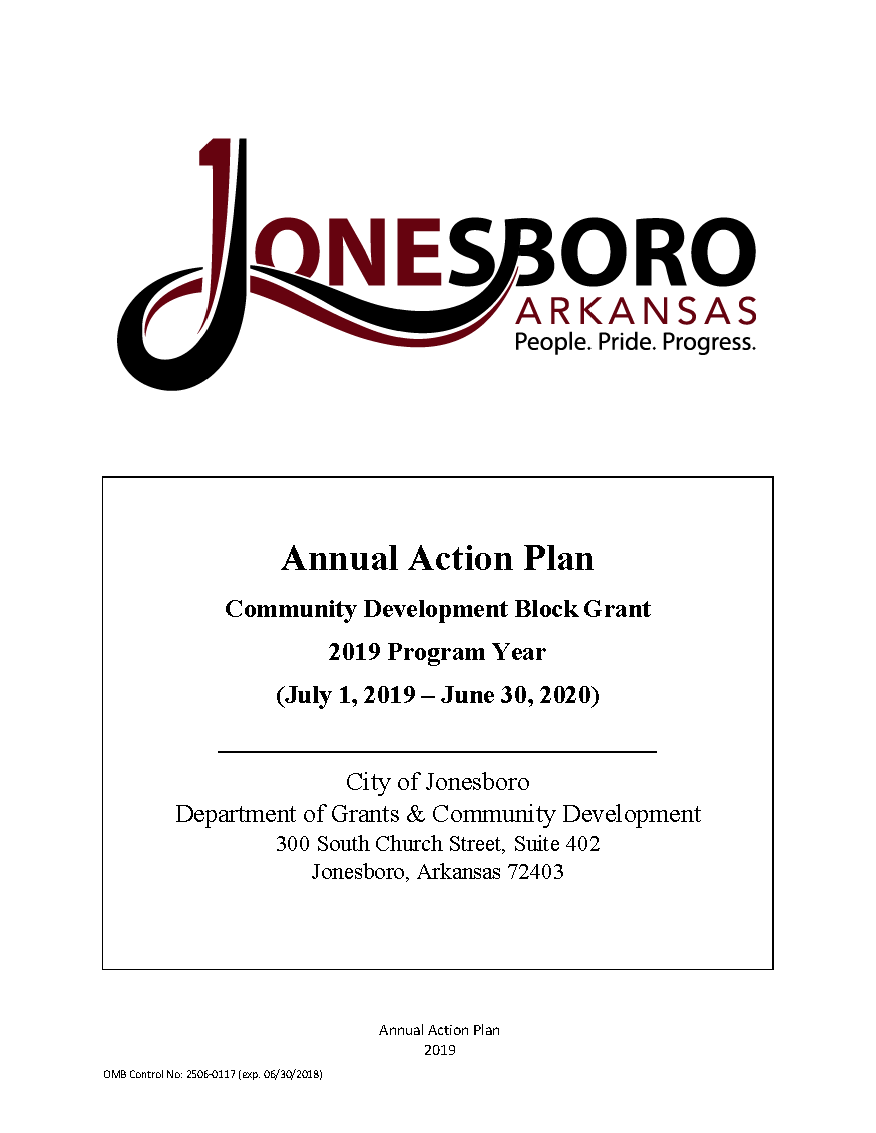 JONESBORO
ARKANSAS
People. Pride. Progress.
Annual Action Plan
Community Development Block Grant
2019 Program Year
(July 1, 2019 – June 30, 2020)
City of Jonesboro
Department of Grants & Community Development
300 South Church Street, Suite 402
Jonesboro, Arkansas 72403
Annual Action Plan
2019
OMB Control No: 2506-0117 (exp. 06/30/2018)